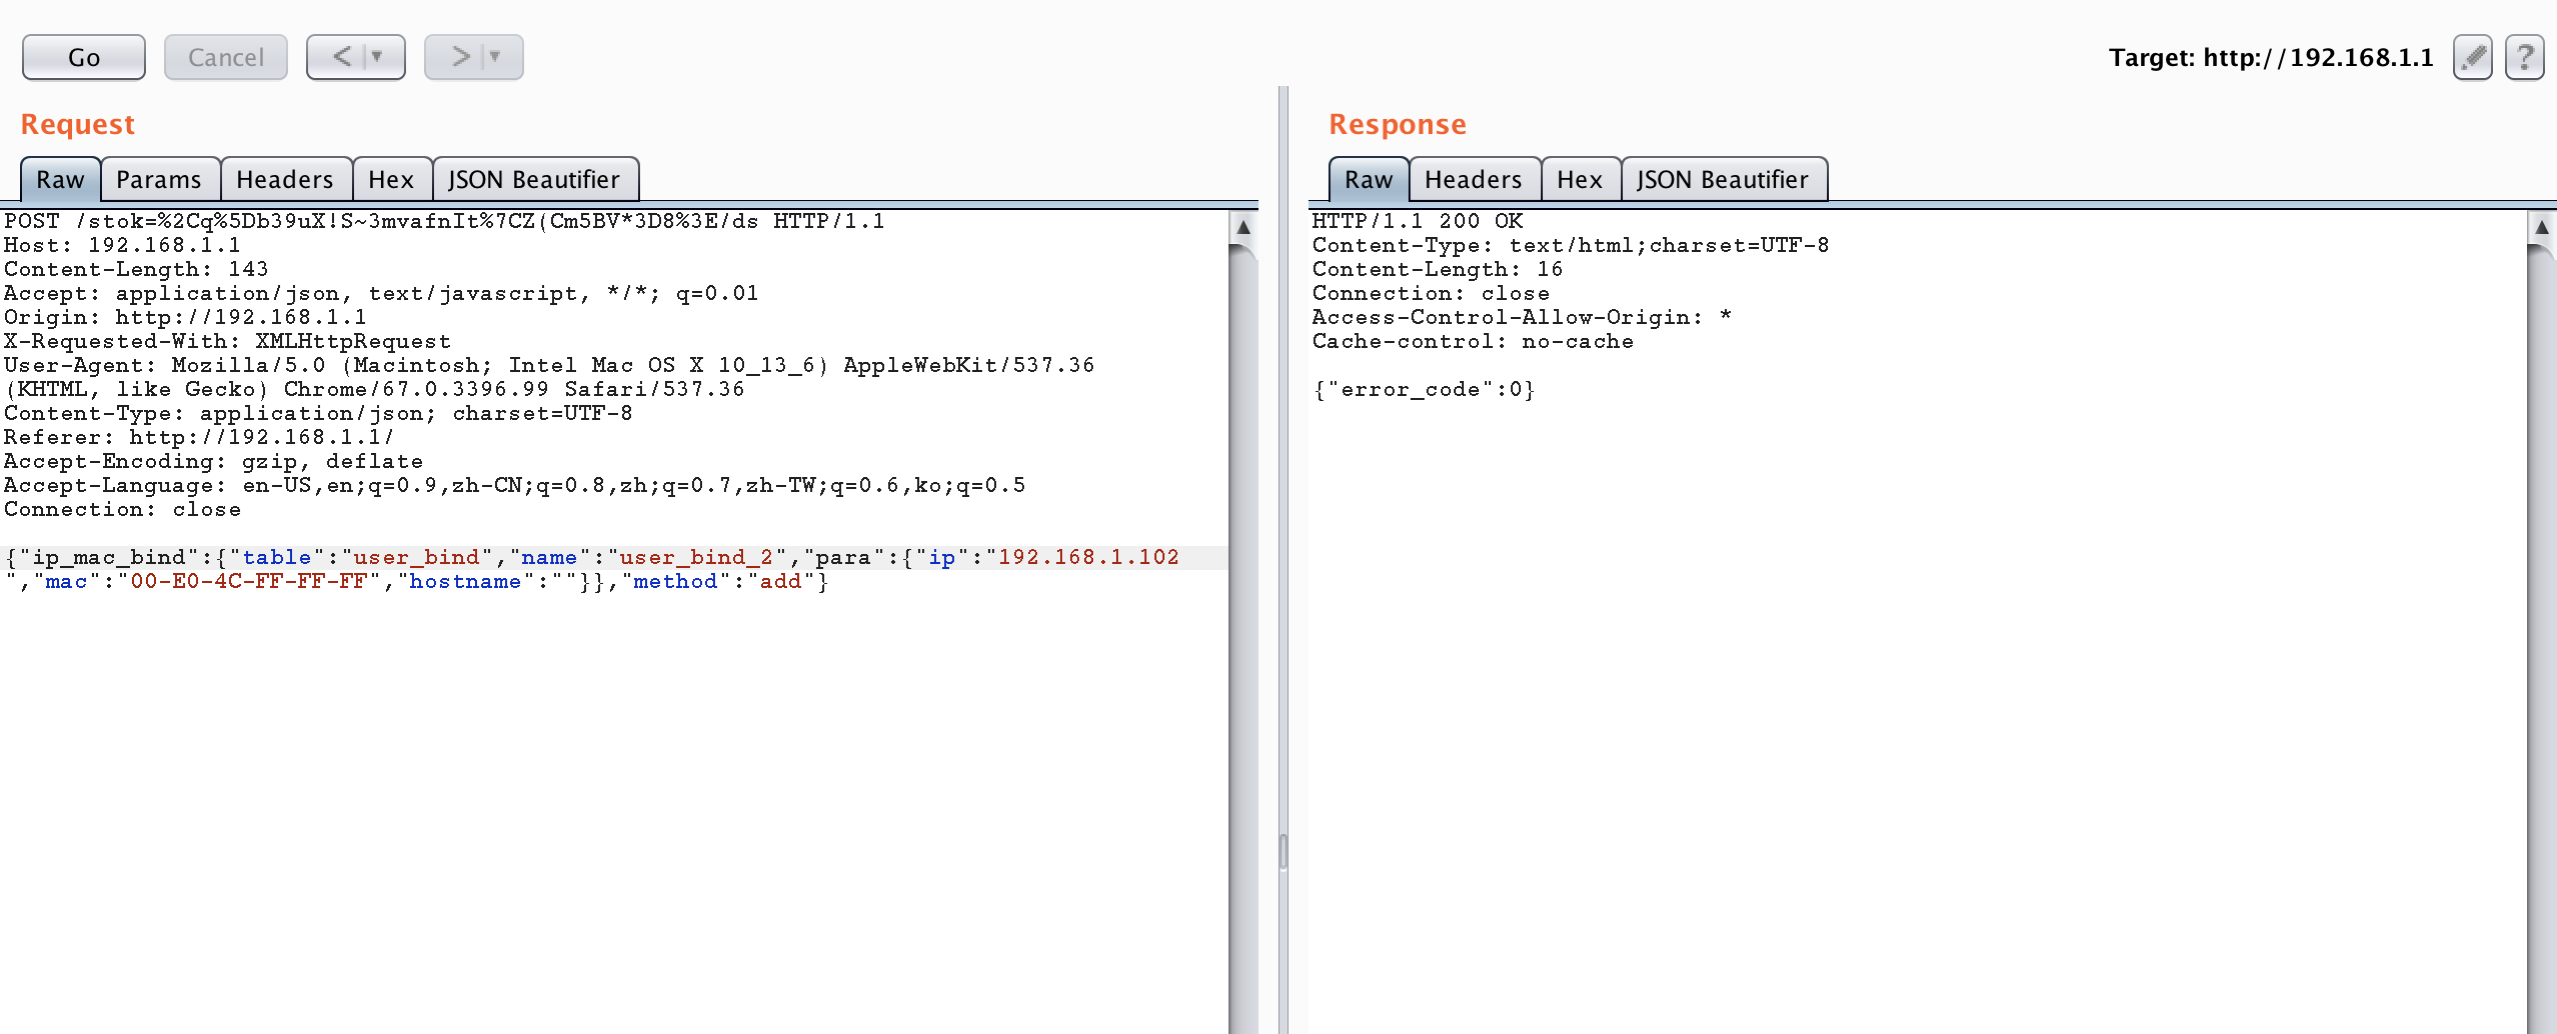 Go
Cancel
<
>
Target: http://192.168.1.1
?
Request
Raw
Params
Headers
Hex
JSON Beautifier
POST /stok=%2Cq%5Db39uX!S~3mvafnIt%7CZ(Cm5BV*3D8%3E/ds HTTP/1.1
Host: 192.168.1.1
Content-Length: 143
Accept: application/json, text/javascript, */*; q=0.01
Origin: http://192.168.1.1
X-Requested-With: XMLHttpRequest
User-Agent: Mozilla/5.0 (Macintosh; Intel Mac OS X 10_13_6) AppleWebKit/537.36
(KHTML, like Gecko) Chrome/67.0.3396.99 Safari/537.36
Content-Type: application/json; charset=UTF-8
Referer: http://192.168.1.1/
Accept-Encoding: gzip, deflate
Accept-Language: en-US,en;q=0.9,zh-CN;q=0.8,zh;q=0.7,zh-TW;q=0.6,ko;q=0.5
Connection: close
{"ip_mac_bind":{"table":"user_bind","name":"user_bind_2","para":{"ip":"192.168.1.102
","mac":"00-E0-4C-FF-FF-FF","hostname":""}},"method":"add"}
Response
Raw
Headers
Hex
JSON Beautifier
HTTP/1.1 200 OK
Content-Type: text/html;charset=UTF-8
Content-Length: 16
Connection: close
Access-Control-Allow-Origin: *
Cache-control: no-cache
{"error_code":0}